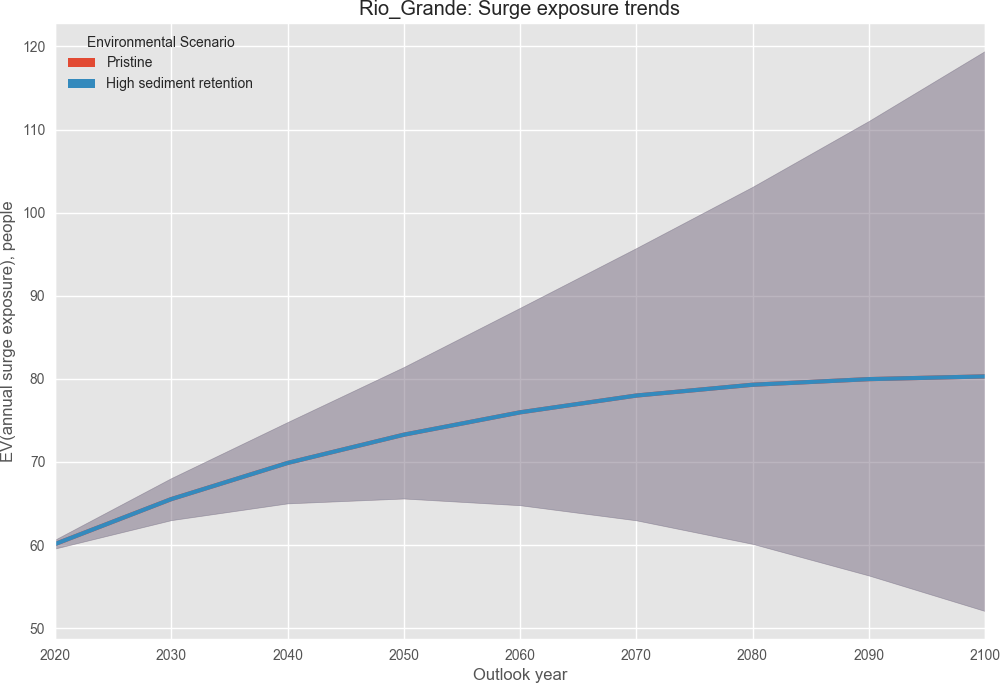 Rio_Grande: Surge exposure trends
Environmental Scenario
Pristine
High sediment retention
EV(annual surge exposure), people
120
110
100
90
80
70
60
50
2020 2030 2040 2050 2060 2070 2080 2090 2100
Outlook year